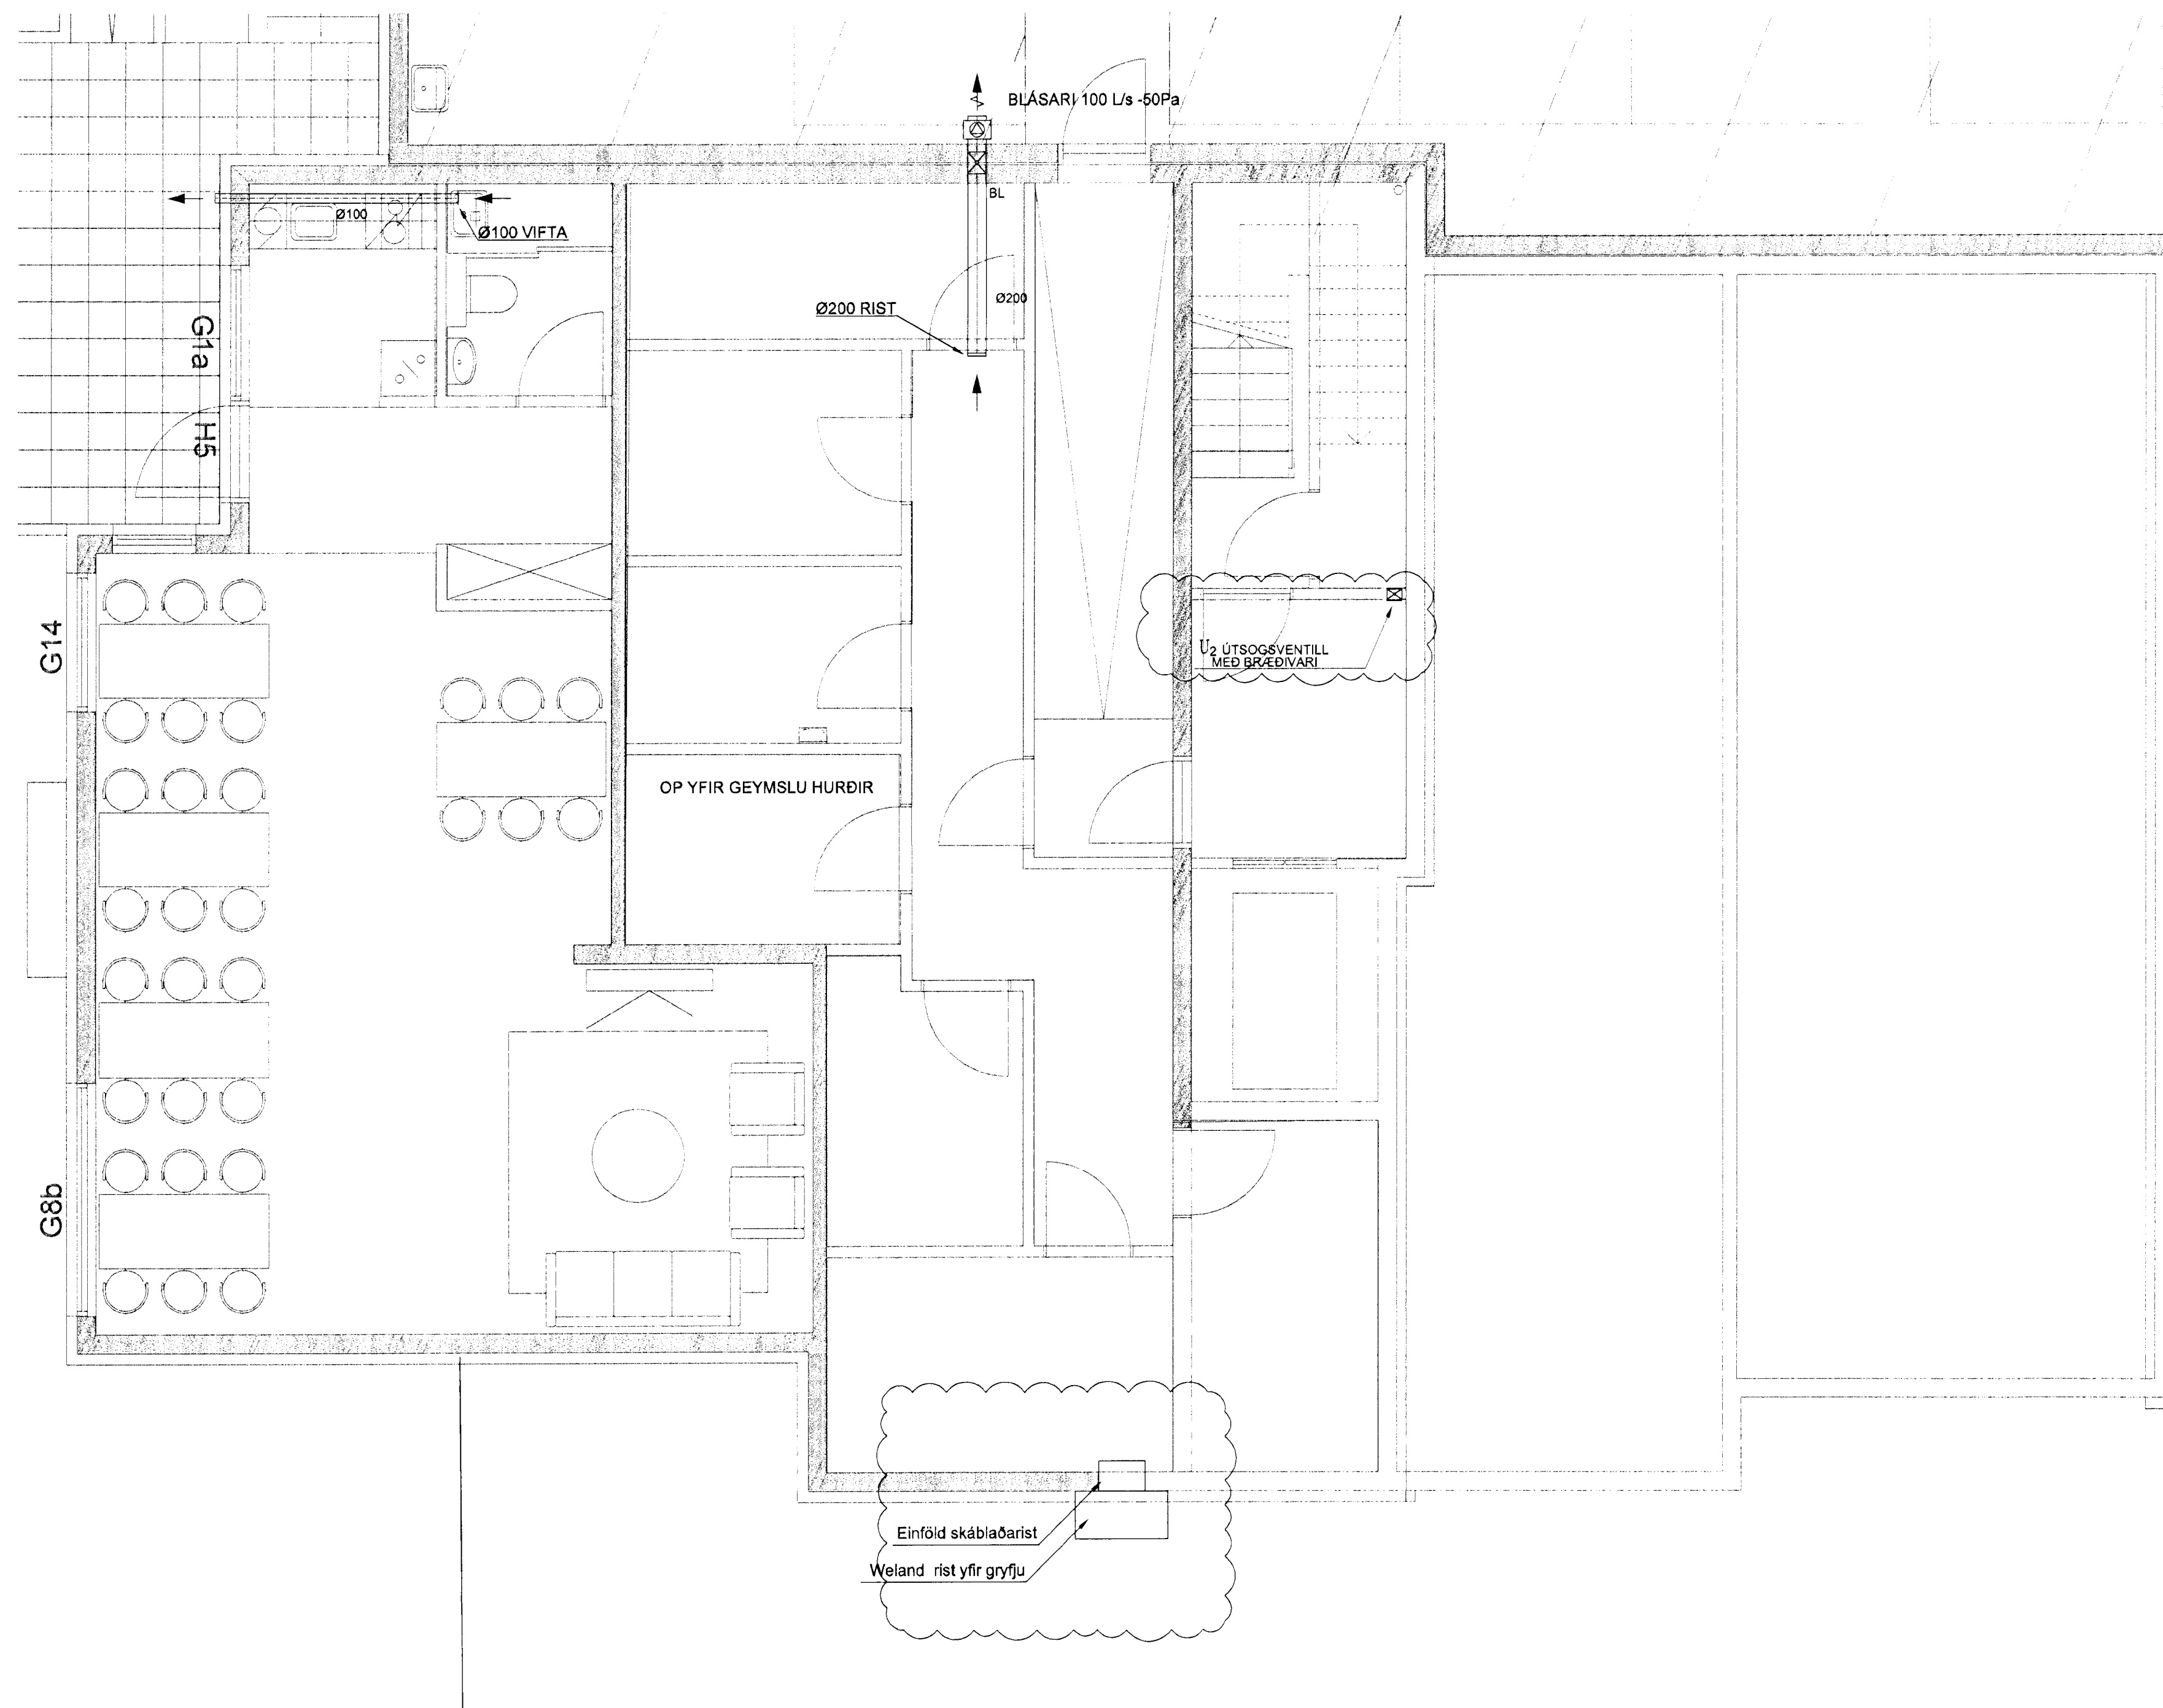 BLÁSARI 100 L/s -50Pa
BL
Ø100
Ø100 VIFTA
Ø200
Ø200 RIST
G1a
H5
G14
U2 ÚTSOGSVENTILL
MEÐ BRÆÐIVARI
OP YFIR GEYMSLU HURÐIR
G8b
Einföld skáblaðarist
Weland rist yfir gryfju